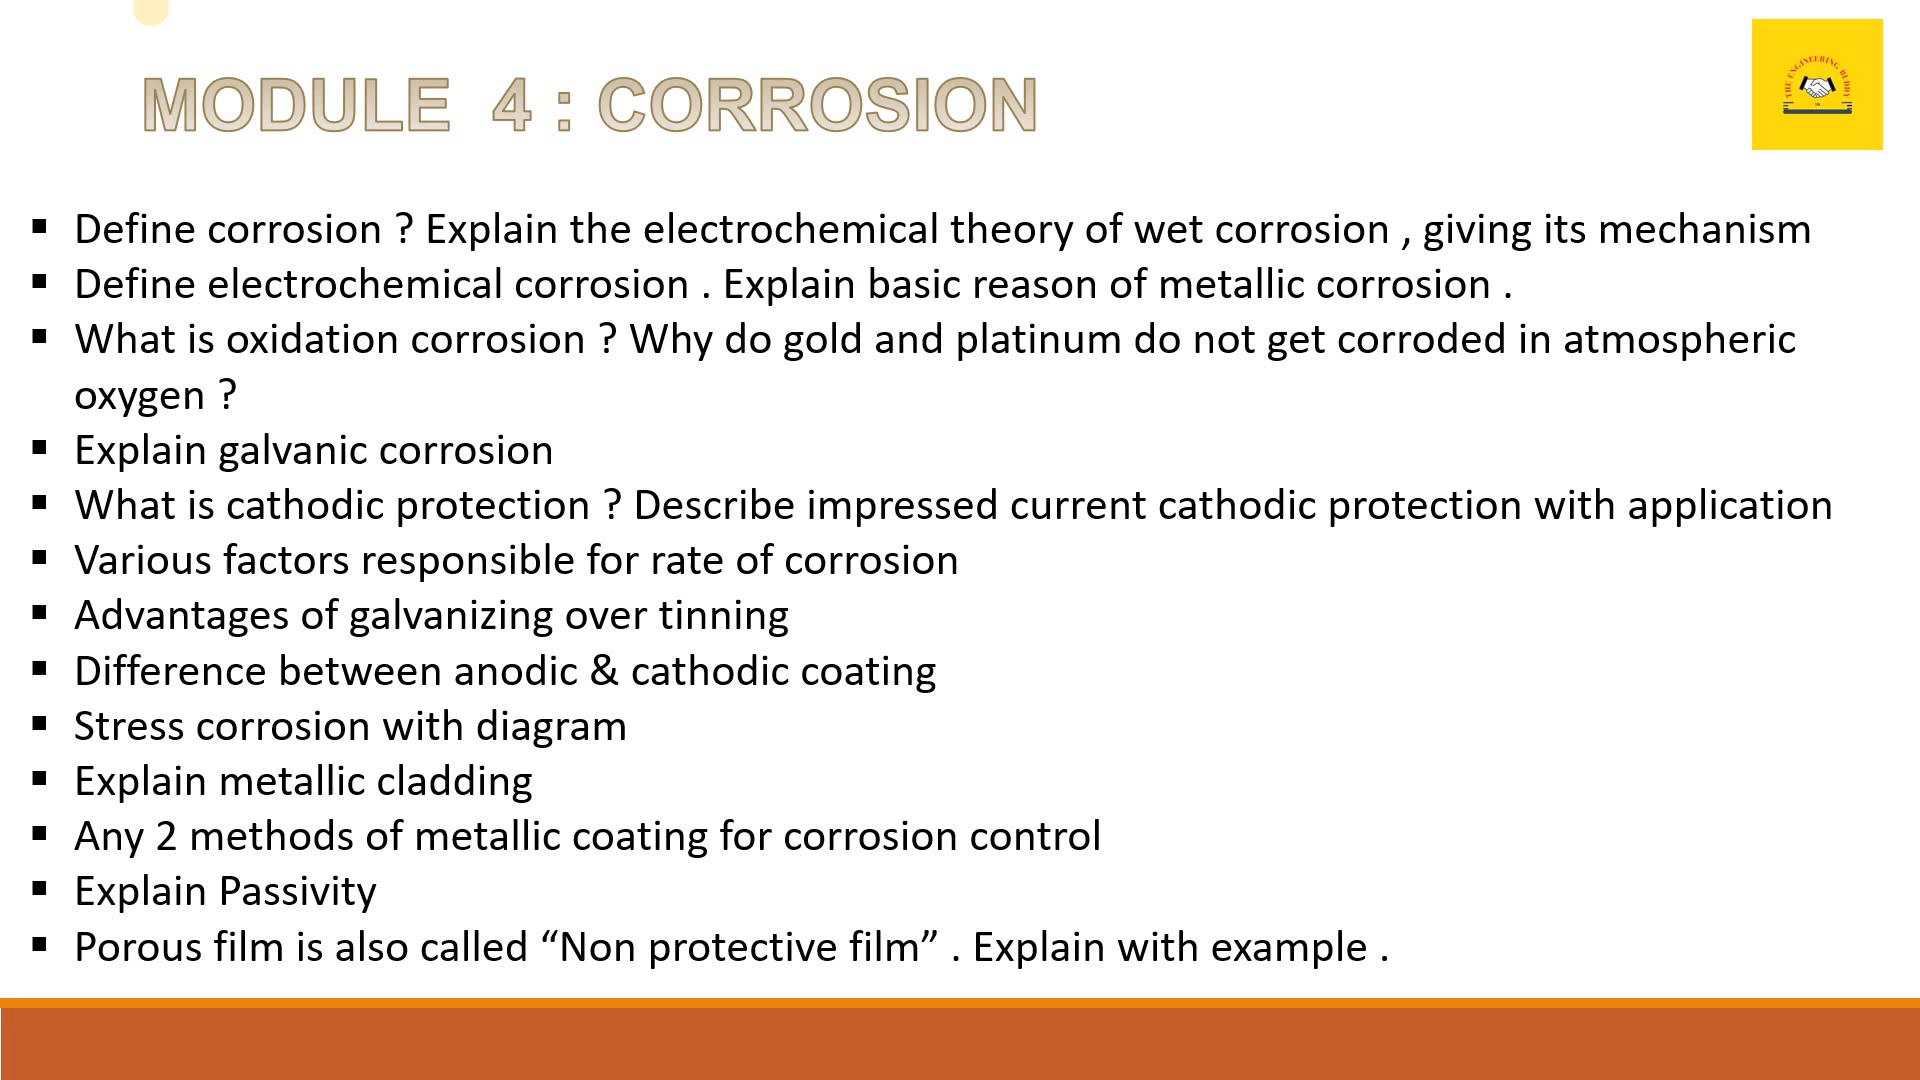 MODULE 4 : CORROSION
THE ENGINEERING BUDDY
▪ Define corrosion ? Explain the electrochemical theory of wet corrosion , giving its mechanism
▪ Define electrochemical corrosion . Explain basic reason of metallic corrosion .
▪ What is oxidation corrosion ? Why do gold and platinum do not get corroded in atmospheric
oxygen ?
▪ Explain galvanic corrosion
▪ What is cathodic protection ? Describe impressed current cathodic protection with application
▪ Various factors responsible for rate of corrosion
▪ Advantages of galvanizing over tinning
▪ Difference between anodic & cathodic coating
▪ Stress corrosion with diagram
▪ Explain metallic cladding
▪ Any 2 methods of metallic coating for corrosion control
▪ Explain Passivity
▪ Porous film is also called “Non protective film” . Explain with example .